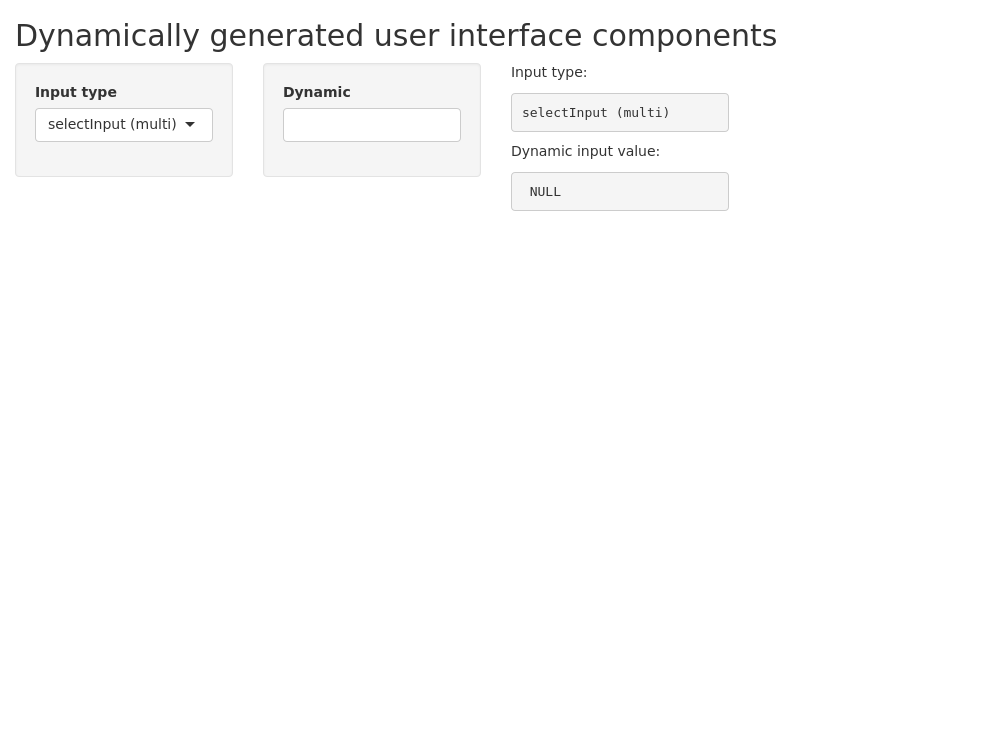 Dynamically generated user interface components
Input type
selectInput (multi)
Dynamic
Input type:
selectInput (multi)
Dynamic input value:
NULL